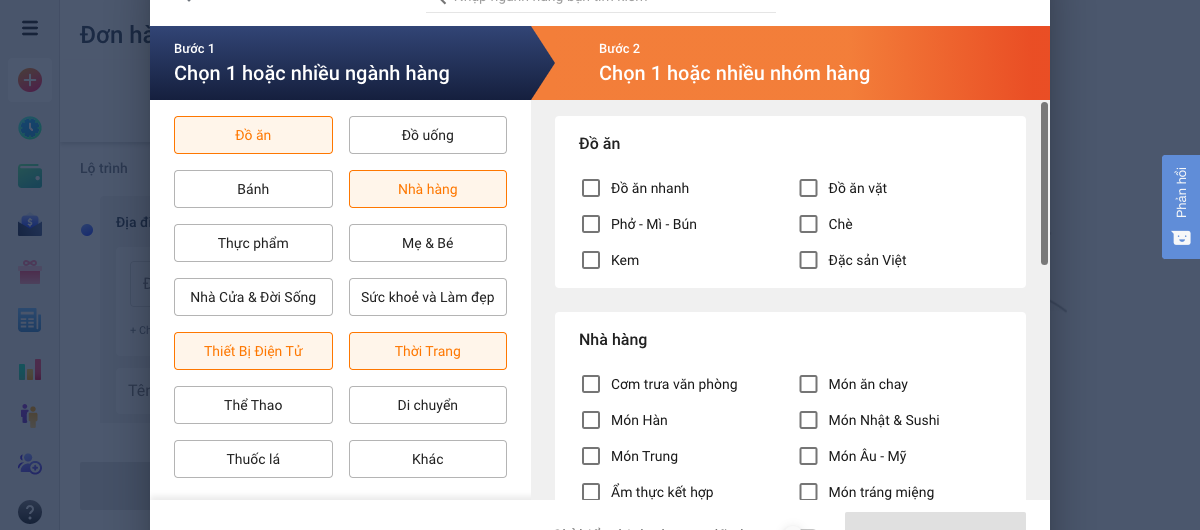 Đơn hà
Bước 1
Chọn 1 hoặc nhiều ngành hàng
Bước 2
Chọn 1 hoặc nhiều nhóm hàng
Đồ ăn
Đồ uống
Bánh
Nhà hàng
Thực phẩm
Mẹ & Bé
Nhà Cửa & Đời Sống
Sức khoẻ và Làm đẹp
Thiết Bị Điện Tử
Thời Trang
Thể Thao
Di chuyển
Thuốc lá
Khác
Đồ ăn
Đồ ăn nhanh
Đồ ăn vặt
Phở - Mì - Bún
Chè
Kem
Đặc sản Việt
Nhà hàng
Cơm trưa văn phòng
Món ăn chay
Món Hàn
Món Nhật & Sushi
Món Trung
Món Âu - Mỹ
Ẩm thực kết hợp
Món tráng miệng
Lộ trình
Địa đi
+ Ch
Tên
Phản hồi